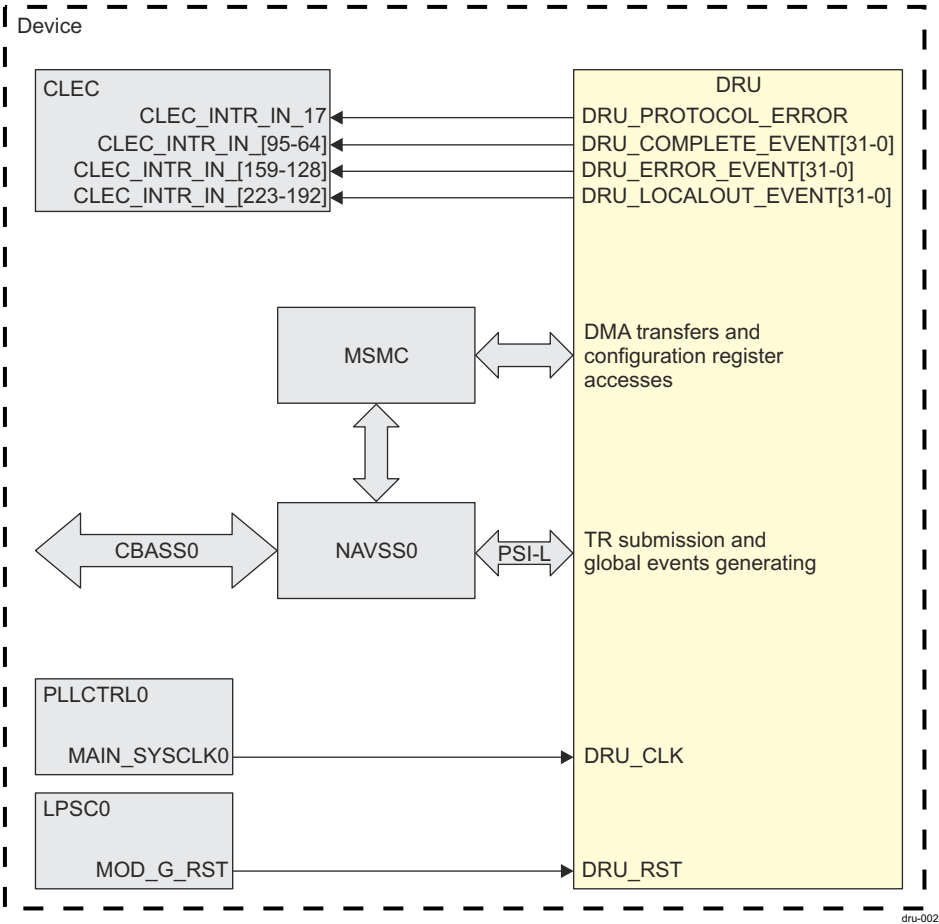 Device
CLEC
DRU
CLEC_INTR_IN_17
DRU_PROTOCOL_ERROR
CLEC_INTR_IN_[95-64]
DRU_COMPLETE_EVENT[31-0]
CLEC_INTR_IN_[159-128]
DRU_ERROR_EVENT[31-0]
CLEC_INTR_IN_[223-192]
DRU_LOCALOUT_EVENT[31-0]
MSMC
DMA transfers and
configuration register
accesses
CBASS0
NAVSS0
PSI-L
TR submission and
global events generating
PLLCTRL0
MAIN_SYSCLK0
DRU_CLK
LPSC0
MOD_G_RST
DRU_RST
dru-002